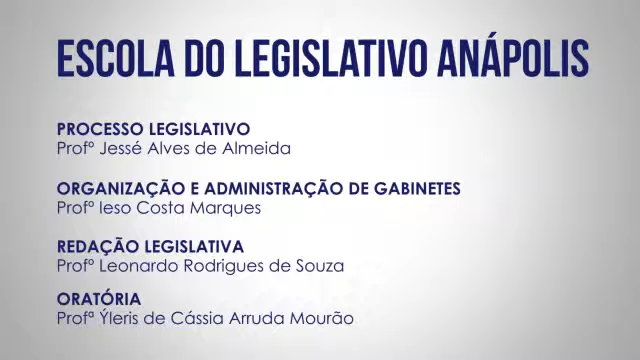 ESCOLA DO LEGISLATIVO ANÁPOLIS
PROCESSO LEGISLATIVO
Profº Jessé Alves de Almeida
ORGANIZAÇÃO E ADMINISTRAÇÃO DE GABINETES
Profº Ieso Costa Marques
REDAÇÃO LEGISLATIVA
Profº Leonardo Rodrigues de Souza
ORATÓRIA
Profª Ýleris de Cássia Arruda Mourão